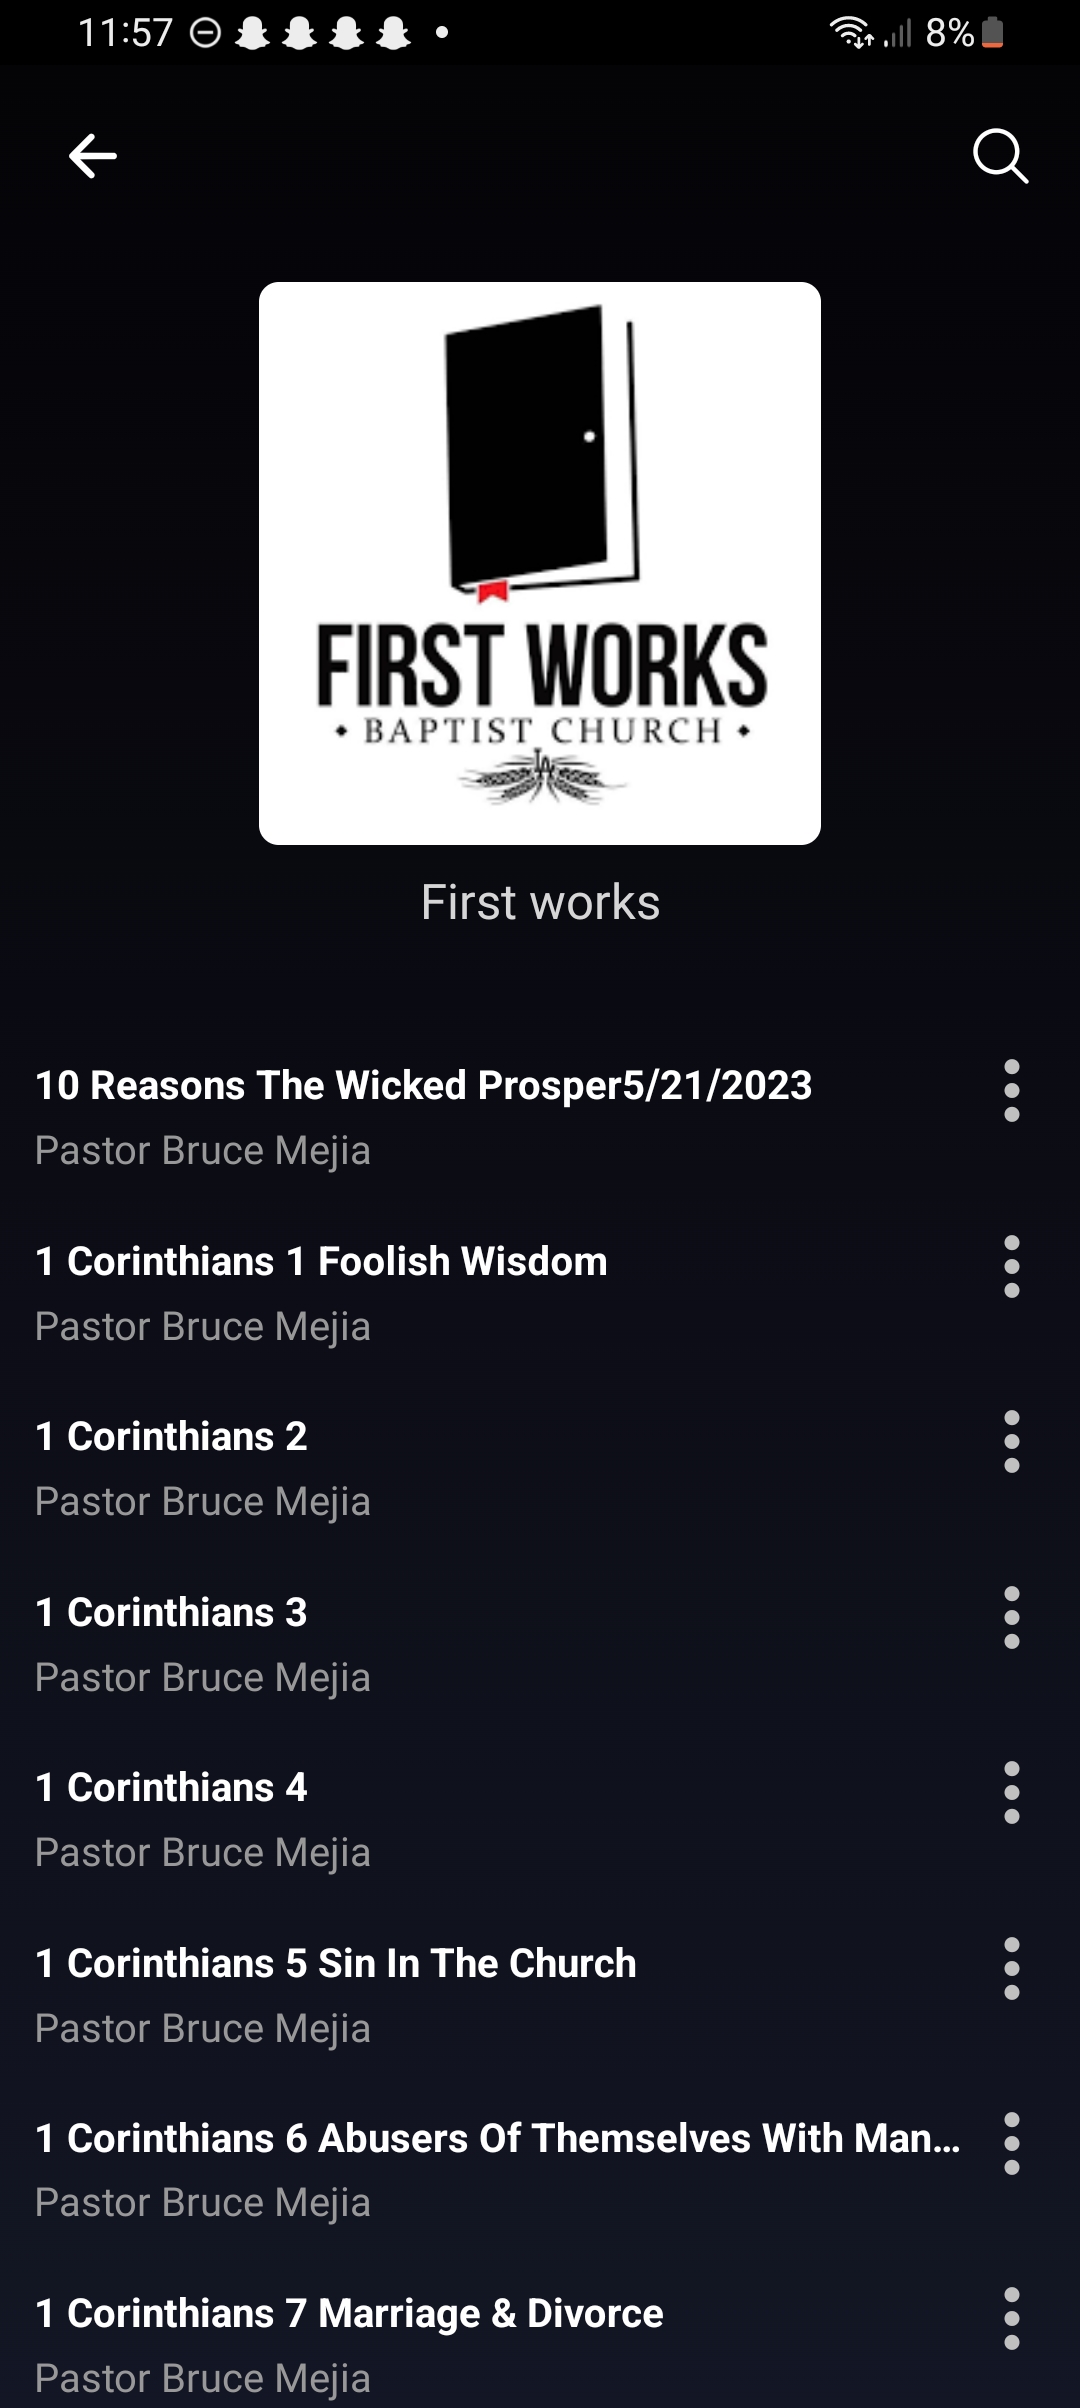 11:57
8%
FIRST WORKS
BAPTIST CHURCH
LA
First works
10 Reasons The Wicked Prosper5/21/2023
Pastor Bruce Mejia
1 Corinthians 1 Foolish Wisdom
Pastor Bruce Mejia
1 Corinthians 2
Pastor Bruce Mejia
1 Corinthians 3
Pastor Bruce Mejia
1 Corinthians 4
Pastor Bruce Mejia
1 Corinthians 5 Sin In The Church
Pastor Bruce Mejia
1 Corinthians 6 Abusers Of Themselves With Man...
Pastor Bruce Mejia
1 Corinthians 7 Marriage & Divorce
Pastor Bruce Mejia